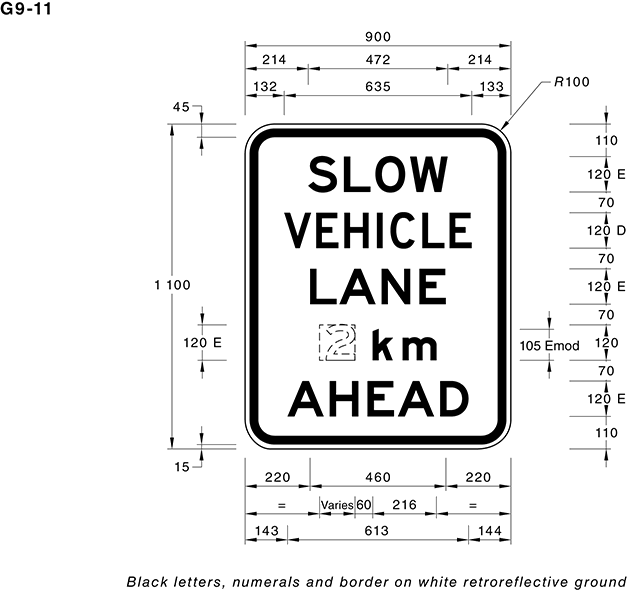 G9-11
900
214 472 214
132 635 133
R100
45
110
SLOW
120 E
70
VEHICLE
120 D
70
1 100
LANE
120 E
70
120 E
2 km
105 Emod
120
70
AHEAD
120 E
110
15
220 460 220
= Varies 60 216 =
143 613 144
Black letters, numerals and border on white retroreflective ground